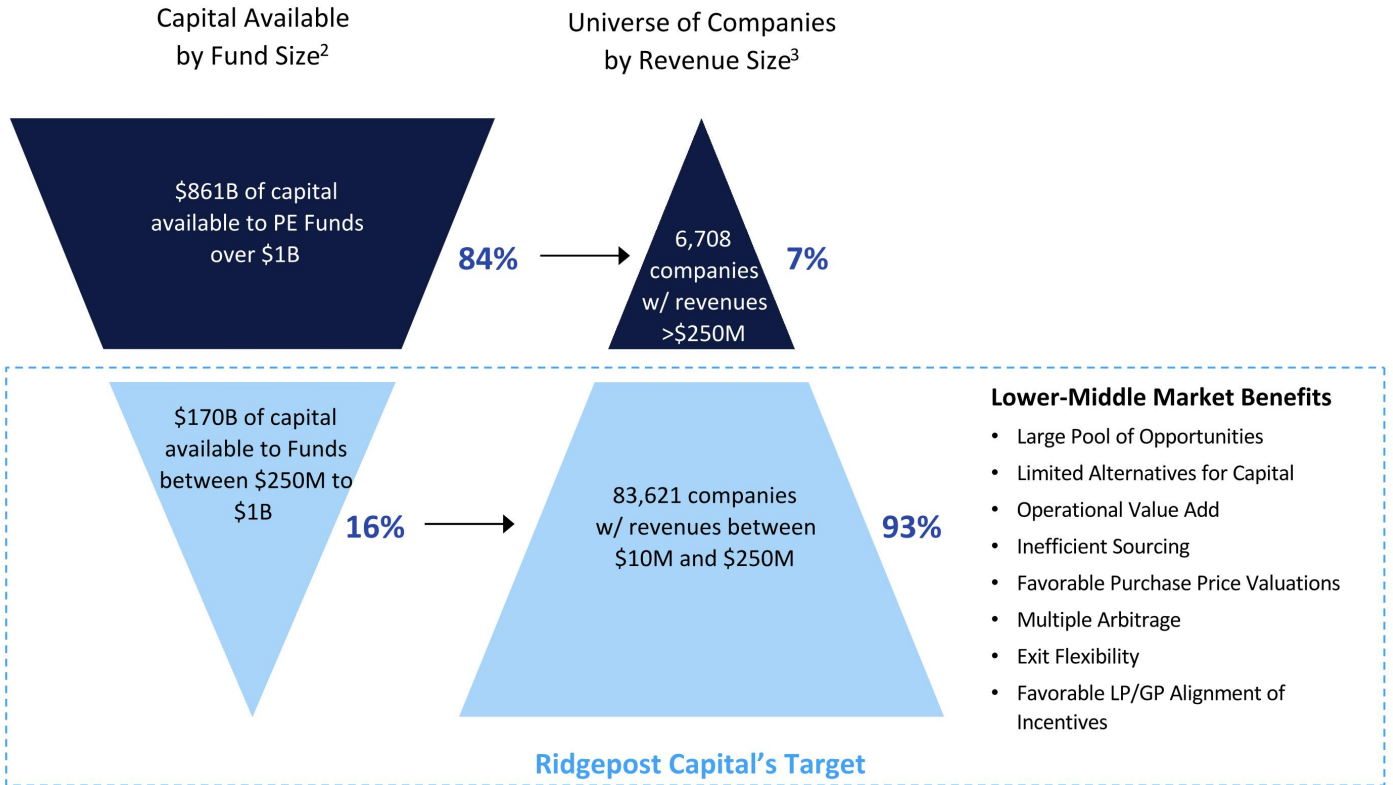 Capital Available
by Fund Size2
Universe of Companies
by Revenue Size3
$861B of capital
available to PE Funds
over $1B
84%
6,708
companies
w/ revenues
>$250M
7%
$170B of capital
available to Funds
between $250M to
$1B
16%
83,621 companies
w/ revenues between
$10M and $250M
93%
Lower-Middle Market Benefits
• Large Pool of Opportunities
• Limited Alternatives for Capital
• Operational Value Add
• Inefficient Sourcing
• Favorable Purchase Price Valuations
• Multiple Arbitrage
• Exit Flexibility
• Favorable LP/GP Alignment of
Incentives
Ridgepost Capital’s Target